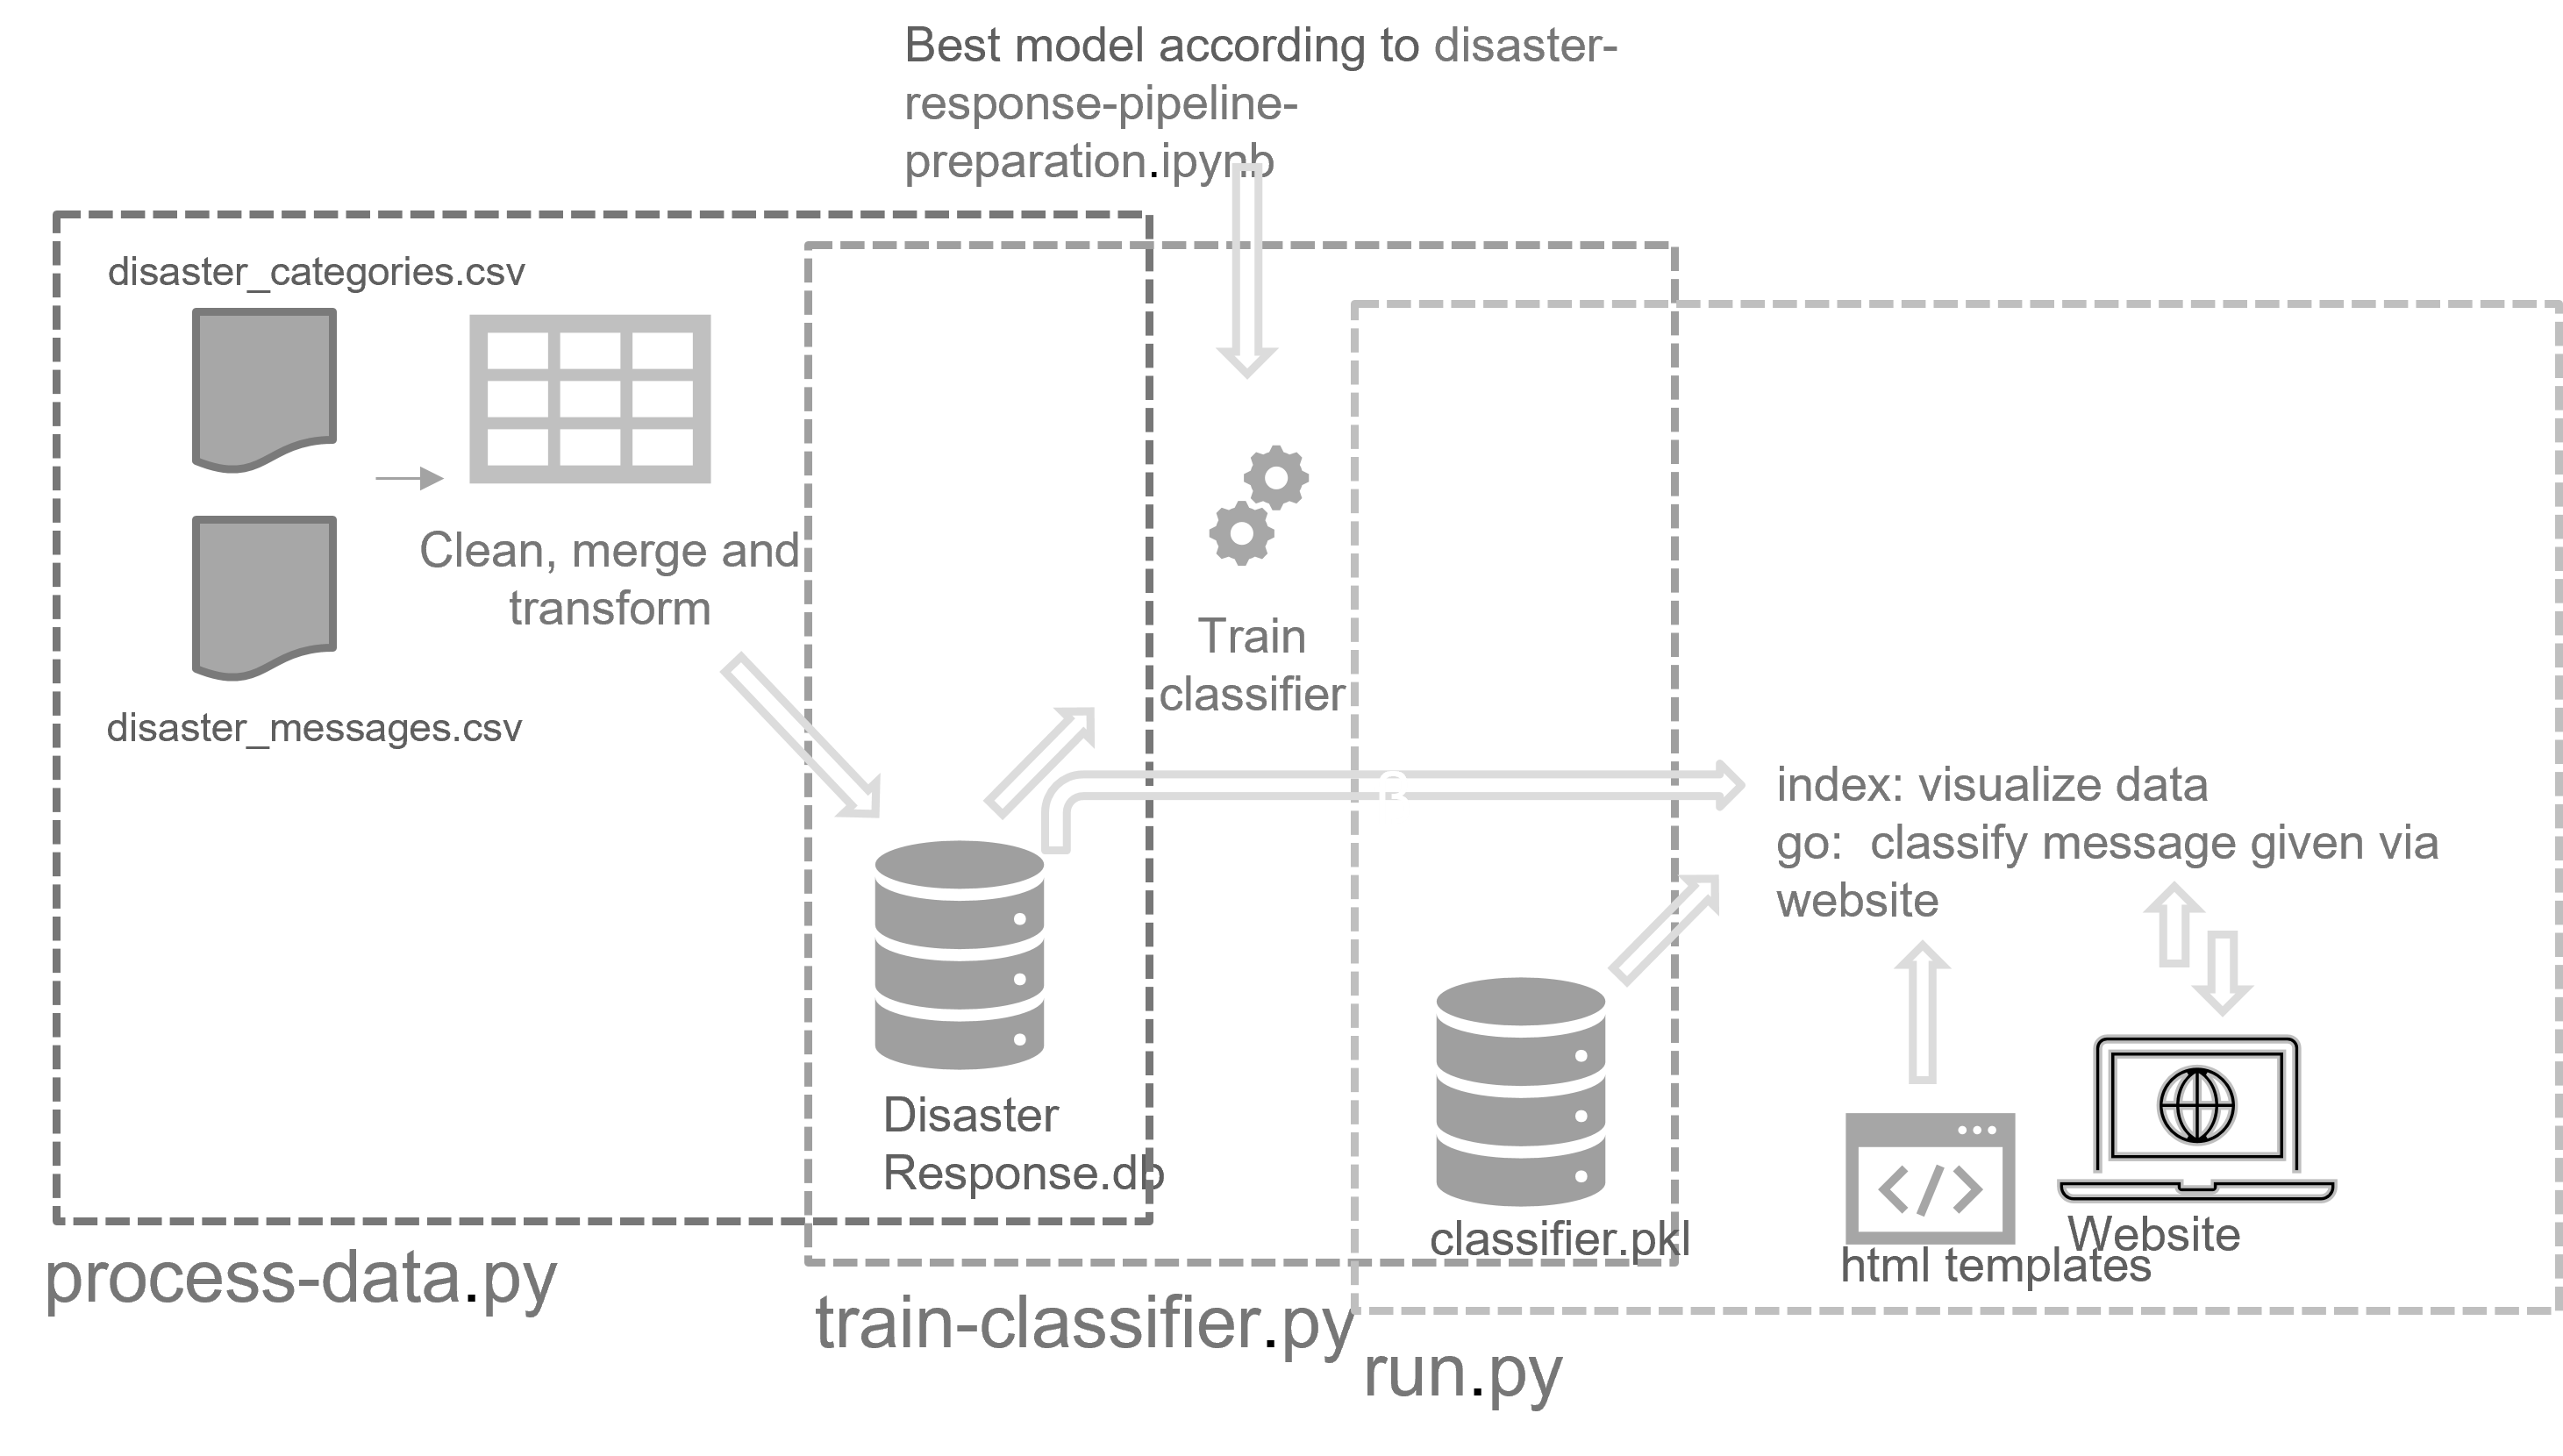 Best model according to disaster-
response-pipeline-
preparation.ipynb
disaster_categories.csv
Clean, merge and
transform
disaster_messages.csv
Train
classifier
index: visualize data
go:  classify message given via
website
Disaster
Response.db
classifier.pkl
Website
html templates
process-data.py
train-classifier.py
run.py